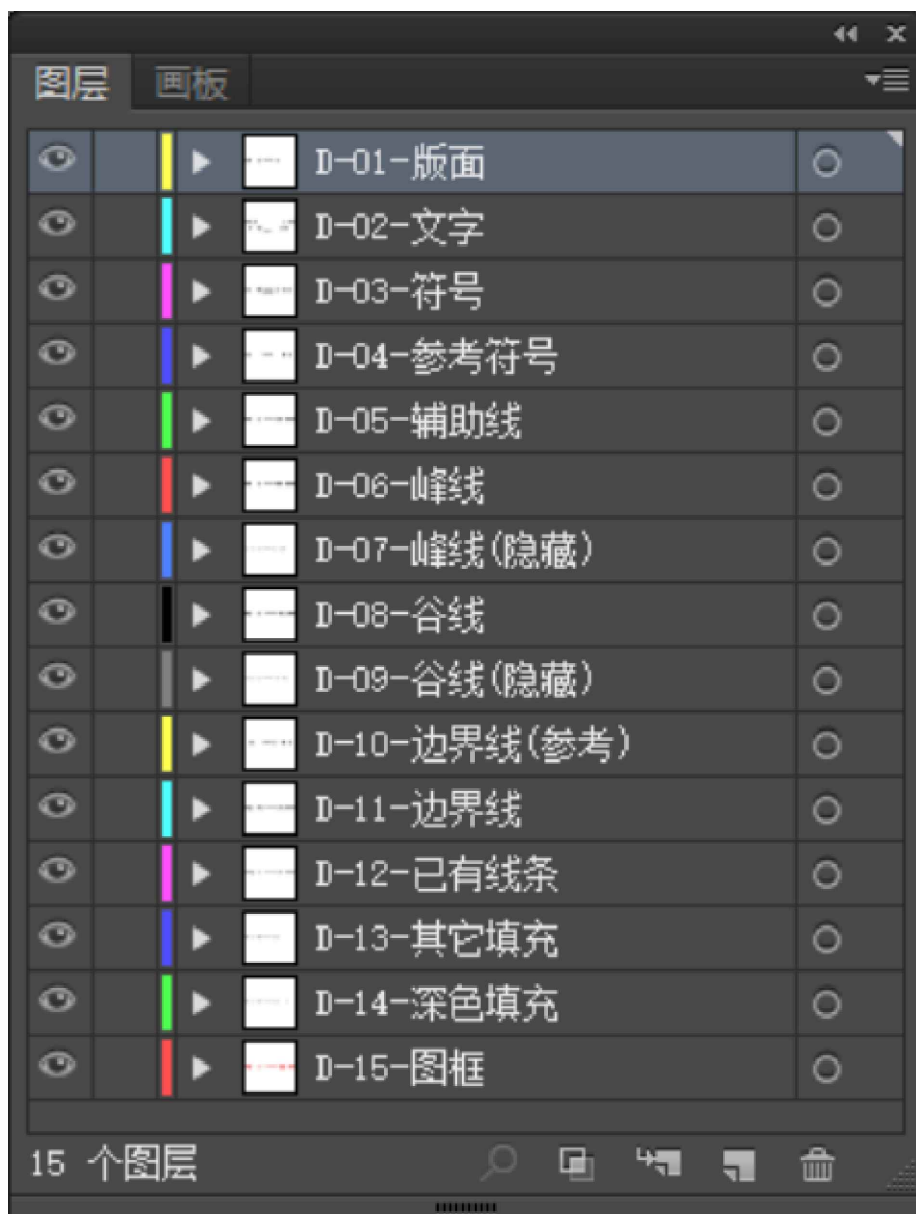 图层 画板
D-01-版面
D-02-文字
D-03-符号
D-04-参考符号
D-05-辅助线
D-06-峰线
D-07-峰线(隐藏)
D-08-谷线
D-09-谷线(隐藏)
D-10-边界线(参考)
D-11-边界线
D-12-已有线条
D-13-其它填充
D-14-深色填充
D-15-图框
15 个图层